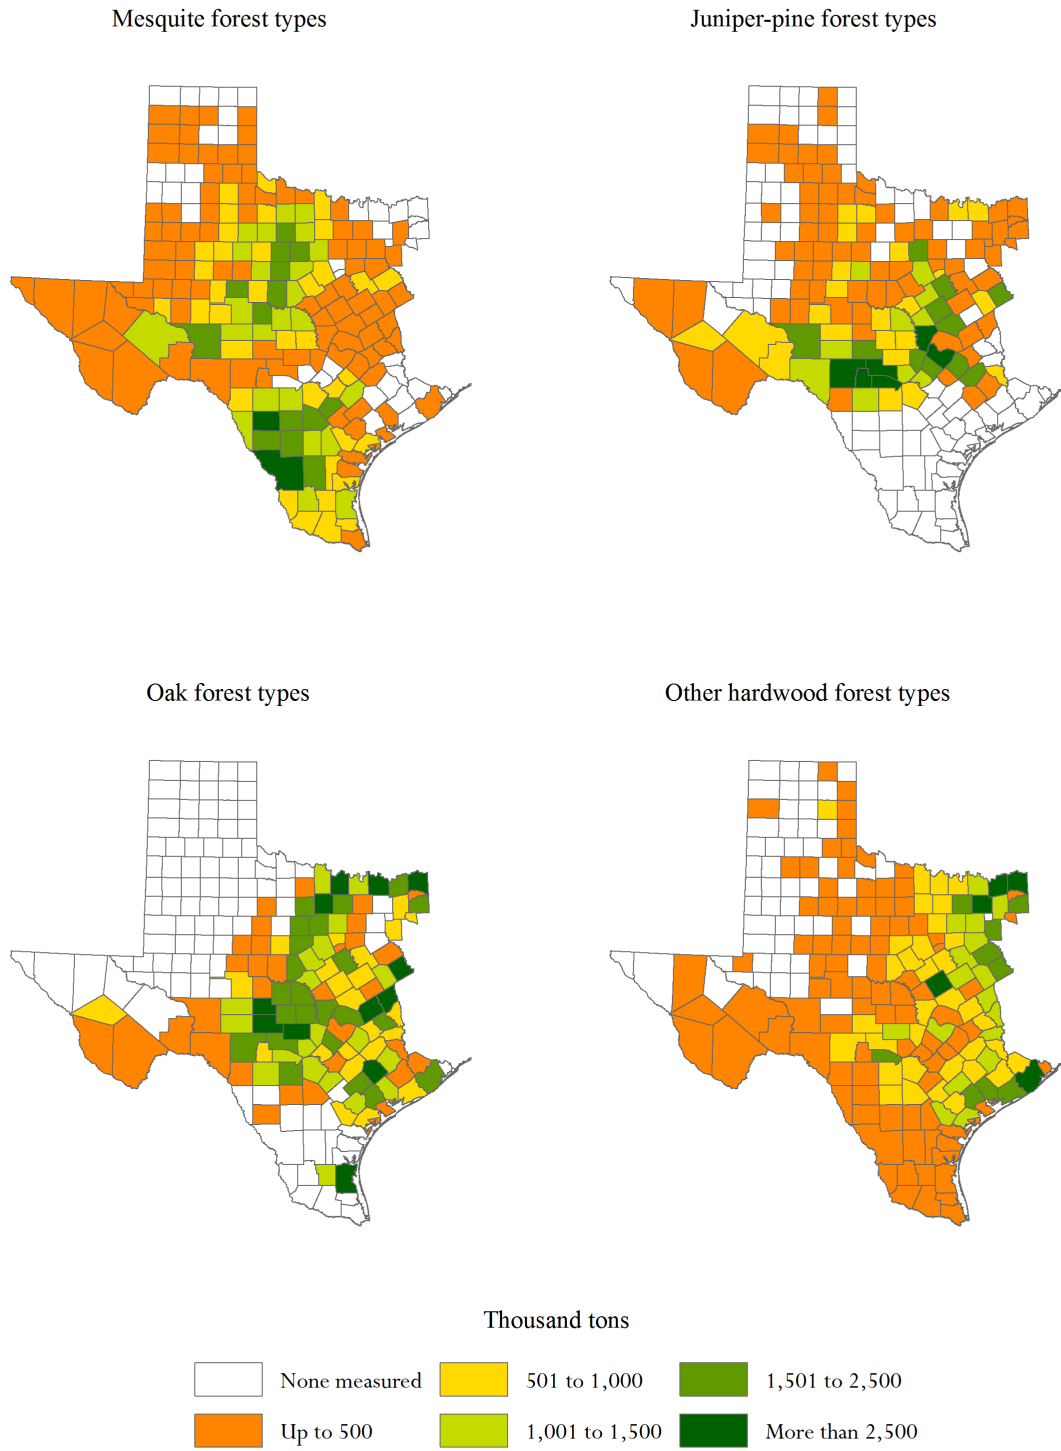 Mesquite forest types
Juniper-pine forest types
Oak forest types
Other hardwood forest types
Thousand tons
None measured
501 to 1,000
1,501 to 2,500
Up to 500
1,001 to 1,500
More than 2,500